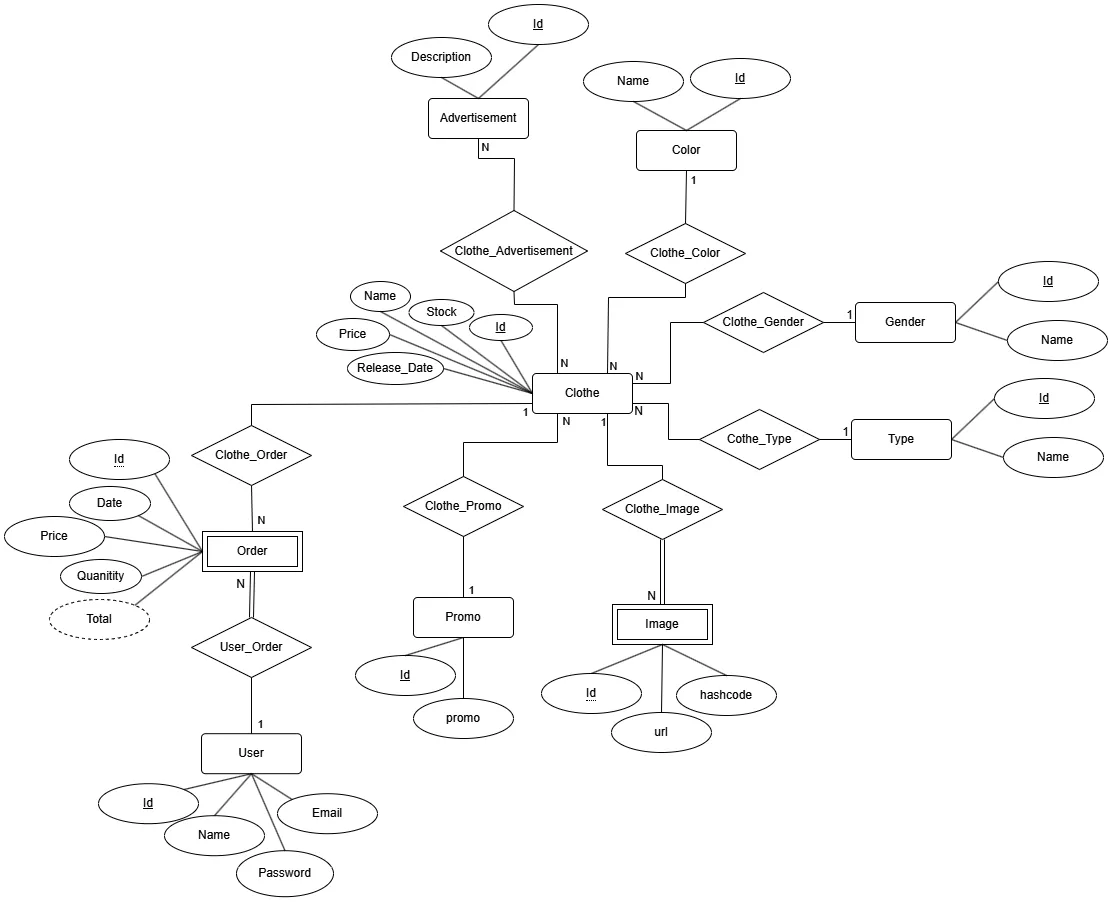 Id
Description
Name
Id
Advertisement
Color
N
1
Clothe_Advertisement
Clothe_Color
Id
Name
Stock
Id
Price
Release_Date
Clothe_Gender
1
Gender
Name
N
N
N
Clothe
Id
1
N
1
N
Cothe_Type
1
Type
Name
Clothe_Order
Id
Date
Price
Quanitity
Total
N
Order
N
Clothe_Promo
Clothe_Image
1
Promo
N
Image
User_Order
Id
promo
Id
url
hashcode
1
User
Id
Name
Password
Email